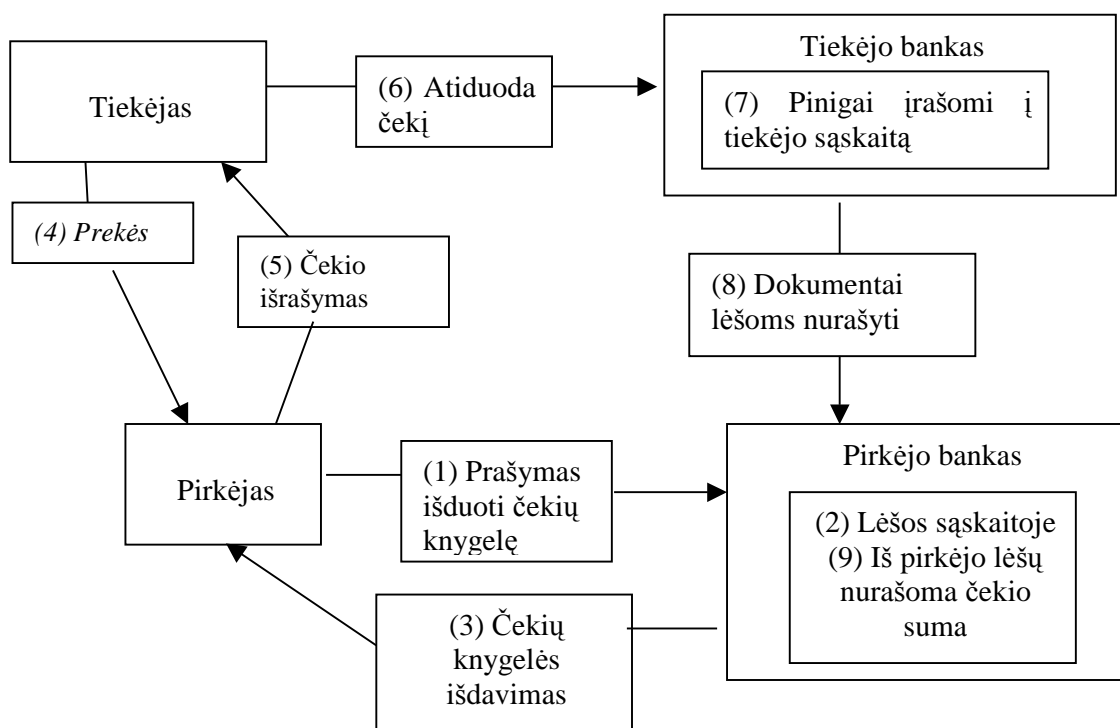 Tiekėjas
(6) Atiduoda
čekį
Tiekėjo bankas
(7) Pinigai įrašomi į
tiekėjo sąskaitą
(4) Prekės
(5) Čekio
išrašymas
(8) Dokumentai
lėšoms nurašyti
Pirkėjas
(1) Prašymas
išduoti čekių
knygelę
Pirkėjo bankas
(2) Lėšos sąskaitoje
(9) Iš pirkėjo lėšų
nurašoma čekio
suma
(3) Čekių
knygelės
išdavimas